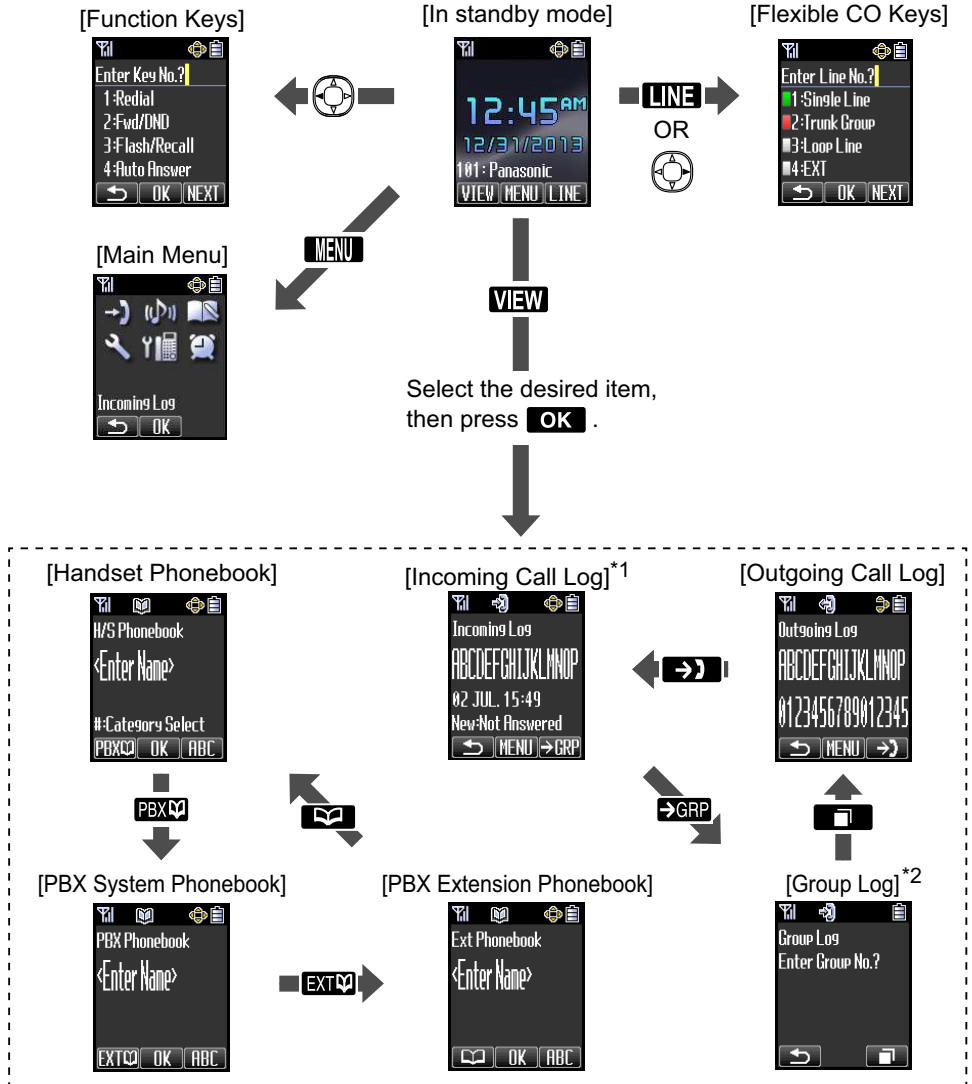 [Function Keys]
[In standby mode]
[Flexible CO Keys]
Enter Key No.?
1:Redial
2:Fwd/DND
3:Flash/Recall
4:Auto Answer
OK NEXT
12:45AM
12/31/2013
101: Panasonic
VIEW MENU LINE
LINE
OR
Enter Line No.?
1:Single Line
2:Trunk Group
3:Loop Line
4:EXT
OK NEXT
[Main Menu]
MENU
Incoming Log
OK
VIEW
Select the desired item,
then press OK .
[Handset Phonebook]
[Incoming Call Log]*1
[Outgoing Call Log]
H/S Phonebook
<Enter Name>
#:Category Select
PBX OK ABC
Incoming Log
ABCDEFGHIJKLMNOP
02 JUL. 15:49
New:Not Answered
MENU →GRP
Outgoing Log
ABCDEFGHIJKLMNOP
0123456789012345
MENU
PBX
→GRP
[PBX System Phonebook]
[PBX Extension Phonebook]
[Group Log]*2
PBX Phonebook
<Enter Name>
EXT OK ABC
EXT
Ext Phonebook
<Enter Name>
OK ABC
Group Log
Enter Group No.?